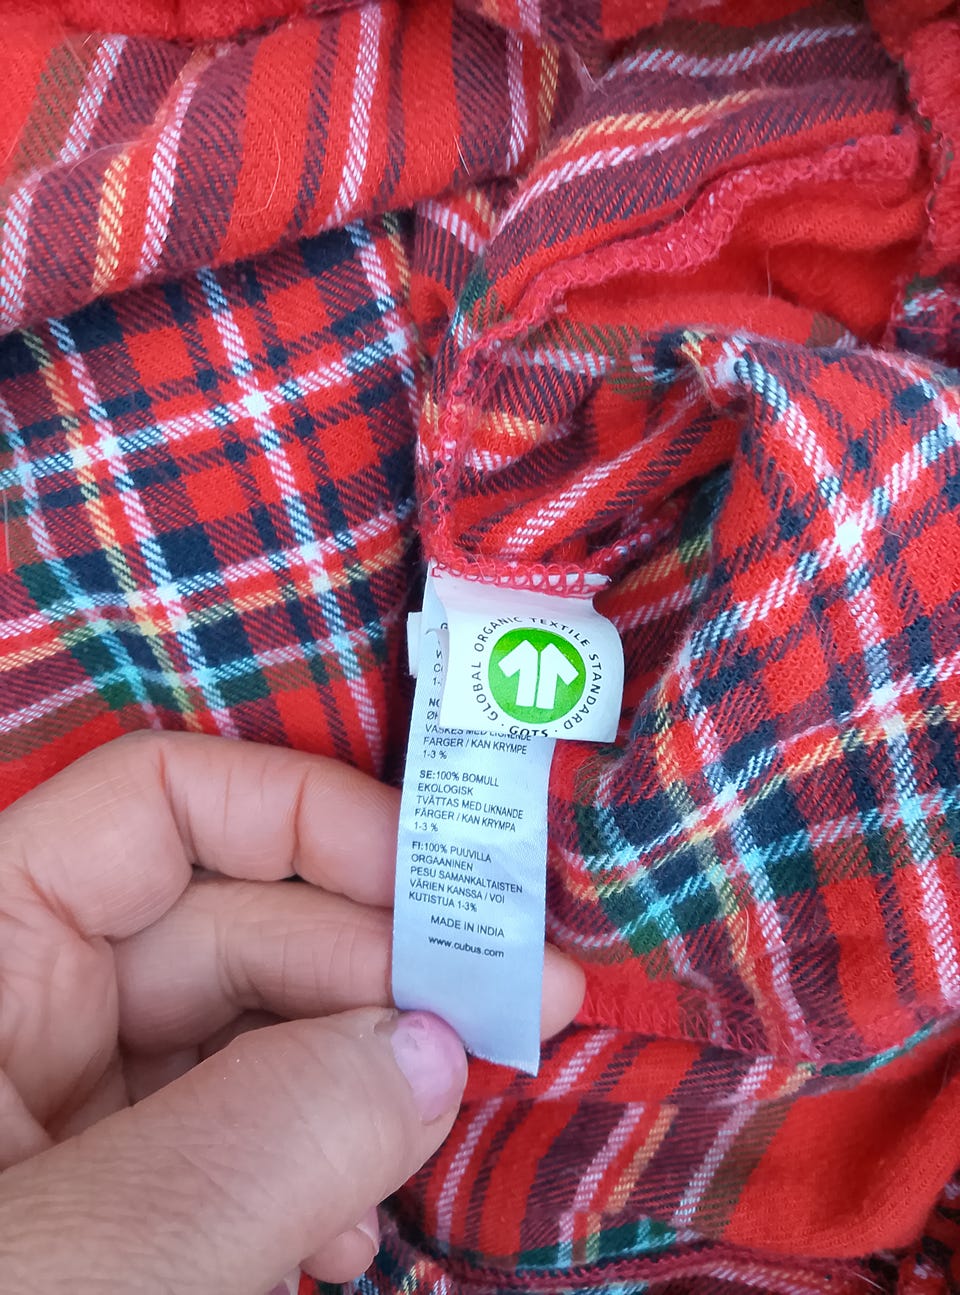 GLOBAL ORGANIC TEXTILE STANDARD · GOTS ·
1-
VASKES MED LIGNENDE
FARGER / KAN KRYMPE
1-3 %
SE:100% BOMULL
EKOLOGISK
TVÄTTAS MED LIKNANDE
FÄRGER / KAN KRYMPA
1-3 %
FI:100% PUUVILLA
ORGAANINEN
PESU SAMANKALTAISTEN
VÄRIEN KANSSA / VOI
KUTISTUA 1-3%
MADE IN INDIA
www.cubus.com